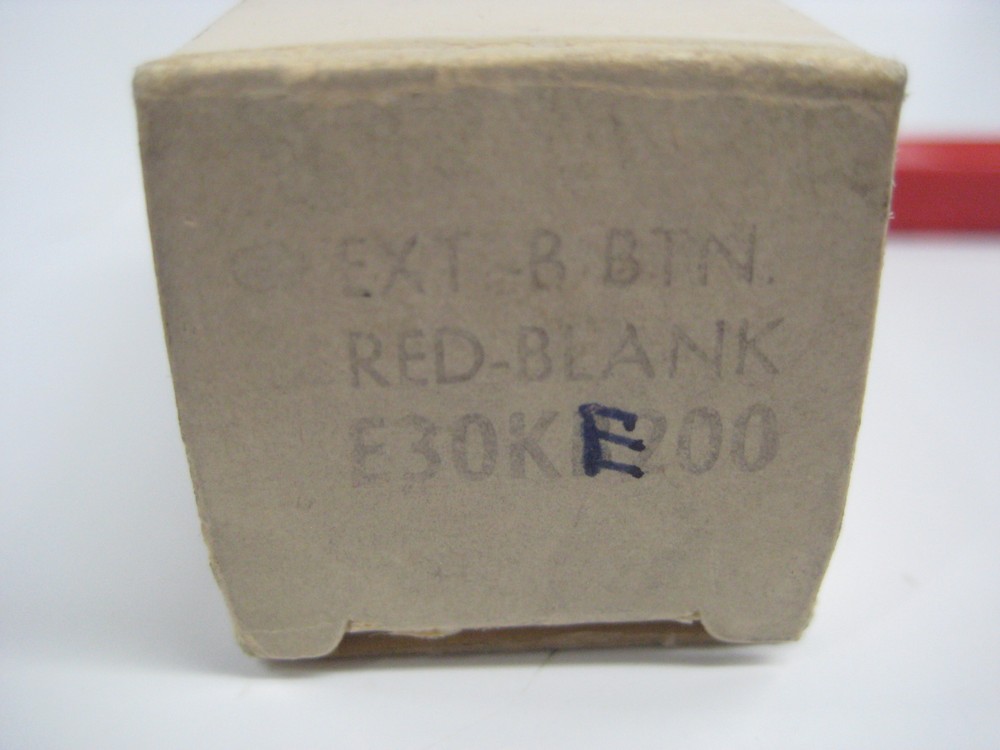 EXT.-B BTN.
RED-BLANK
E30KE200